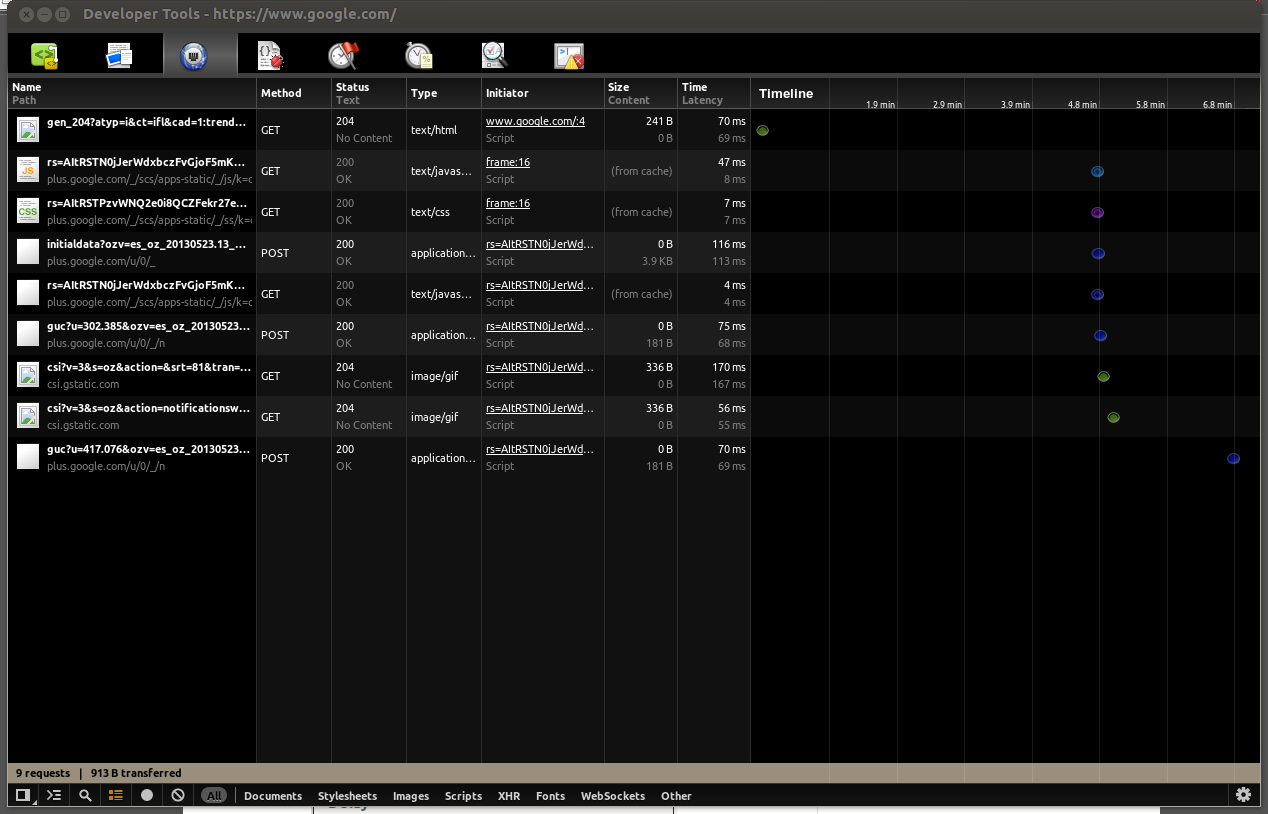 Developer Tools - https://www.google.com/
Name
Path
Method
Status
Text
Type
Initiator
Size
Content
Time
Latency
Timeline
1.9 min
2.9 min
3.9 min
4.8 min
5.8 min
6.8 min
gen_204?atyp=i&ct=ifl&cad=1:trend…
GET
204
No Content
text/html
www.google.com/:4
Script
241 B
0 B
70 ms
69 ms
JS
rs=AItRSTN0jJerWdxbczFvGjoF5mK…
plus.google.com/_/scs/apps-static/_/js/k=o
GET
200
OK
text/javas…
frame:16
Script
(from cache)
47 ms
8 ms
CSS
rs=AItRSTPzvWNQ2e0i8QCZFekr27e…
plus.google.com/_/scs/apps-static/_/ss/k=o
GET
200
OK
text/css
frame:16
Script
(from cache)
7 ms
7 ms
initialdata?ozv=es_oz_20130523.13_…
plus.google.com/u/0/_
POST
200
OK
application…
rs=AItRSTN0jJerWd…
Script
0 B
3.9 KB
116 ms
113 ms
rs=AItRSTN0jJerWdxbczFvGjoF5mK…
plus.google.com/_/scs/apps-static/_/js/k=o
GET
200
OK
text/javas…
rs=AItRSTN0jJerWd…
Script
(from cache)
4 ms
4 ms
guc?u=302.385&ozv=es_oz_20130523…
plus.google.com/u/0/_/n
POST
200
OK
application…
rs=AItRSTN0jJerWd…
Script
0 B
181 B
75 ms
68 ms
csi?v=3&s=oz&action=&srt=81&tran=…
csi.gstatic.com
GET
204
No Content
image/gif
rs=AItRSTN0jJerWd…
Script
336 B
0 B
170 ms
167 ms
csi?v=3&s=oz&action=notificationsw…
csi.gstatic.com
GET
204
No Content
image/gif
rs=AItRSTN0jJerWd…
Script
336 B
0 B
56 ms
55 ms
guc?u=417.076&ozv=es_oz_20130523…
plus.google.com/u/0/_/n
POST
200
OK
application…
rs=AItRSTN0jJerWd…
Script
0 B
181 B
70 ms
69 ms
9 requests | 913 B transferred
All Documents Stylesheets Images Scripts XHR Fonts WebSockets Other